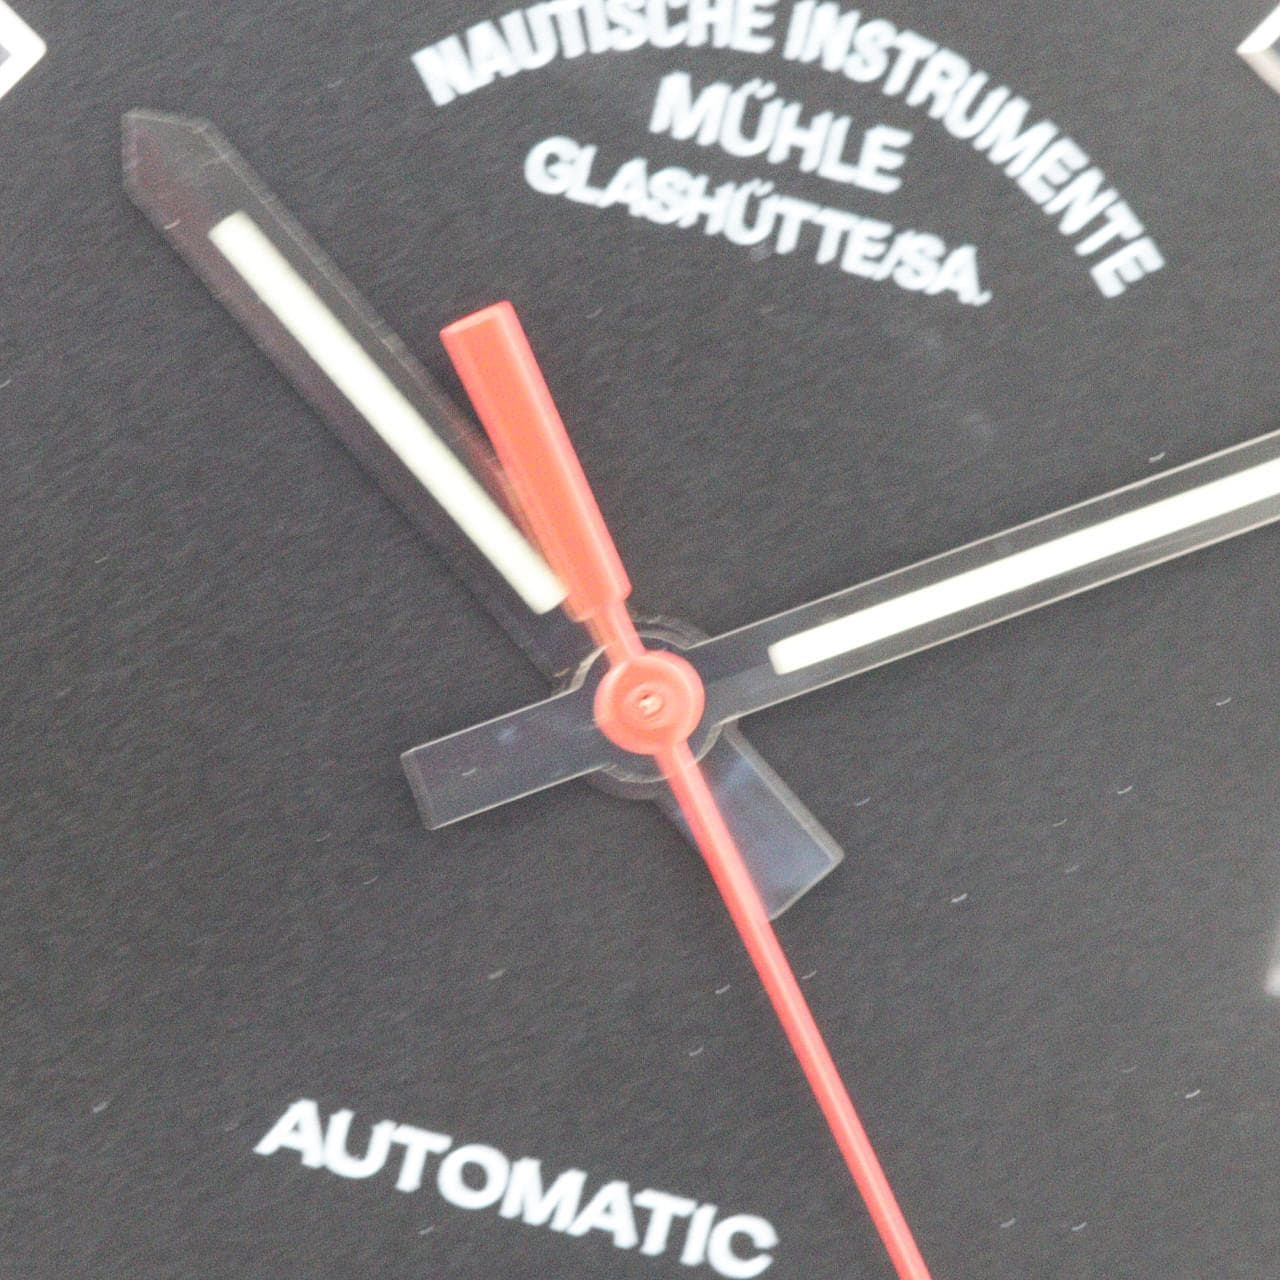 NAUTISCHE INSTRUMENTE
MÜHLE
GLASHÜTTE/SA.
AUTOMATIC